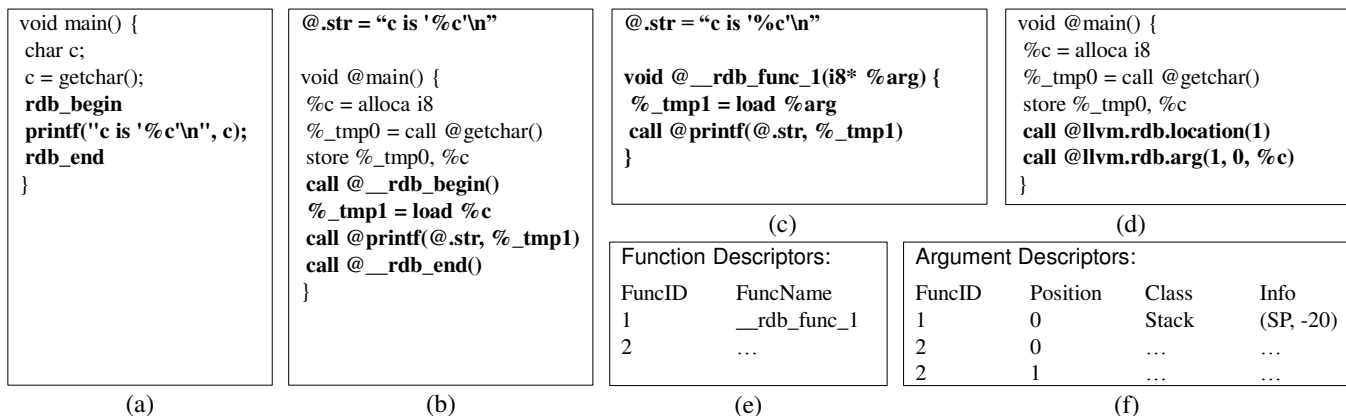 void main() {
char c;
c = getchar();
rdb_begin
printf("c is '%c'\n", c);
rdb_end
}
(a)
@.str = “c is '%c'\n”
void @main() {
%c = alloca i8
%_tmp0 = call @getchar()
store %_tmp0, %c
call @__rdb_begin()
%_tmp1 = load %c
call @printf(@.str, %_tmp1)
call @__rdb_end()
}
(b)
@.str = “c is '%c'\n”
void @__rdb_func_1(i8* %arg) {
%_tmp1 = load %arg
call @printf(@.str, %_tmp1)
}
(c)
void @main() {
%c = alloca i8
%_tmp0 = call @getchar()
store %_tmp0, %c
call @llvm.rdb.location(1)
call @llvm.rdb.arg(1, 0, %c)
}
(d)
Function Descriptors:
FuncID FuncName
1 __rdb_func_1
2 …
(e)
Argument Descriptors:
FuncID Position Class Info
1 0 Stack (SP, -20)
2 0 … …
2 1 … …
(f)